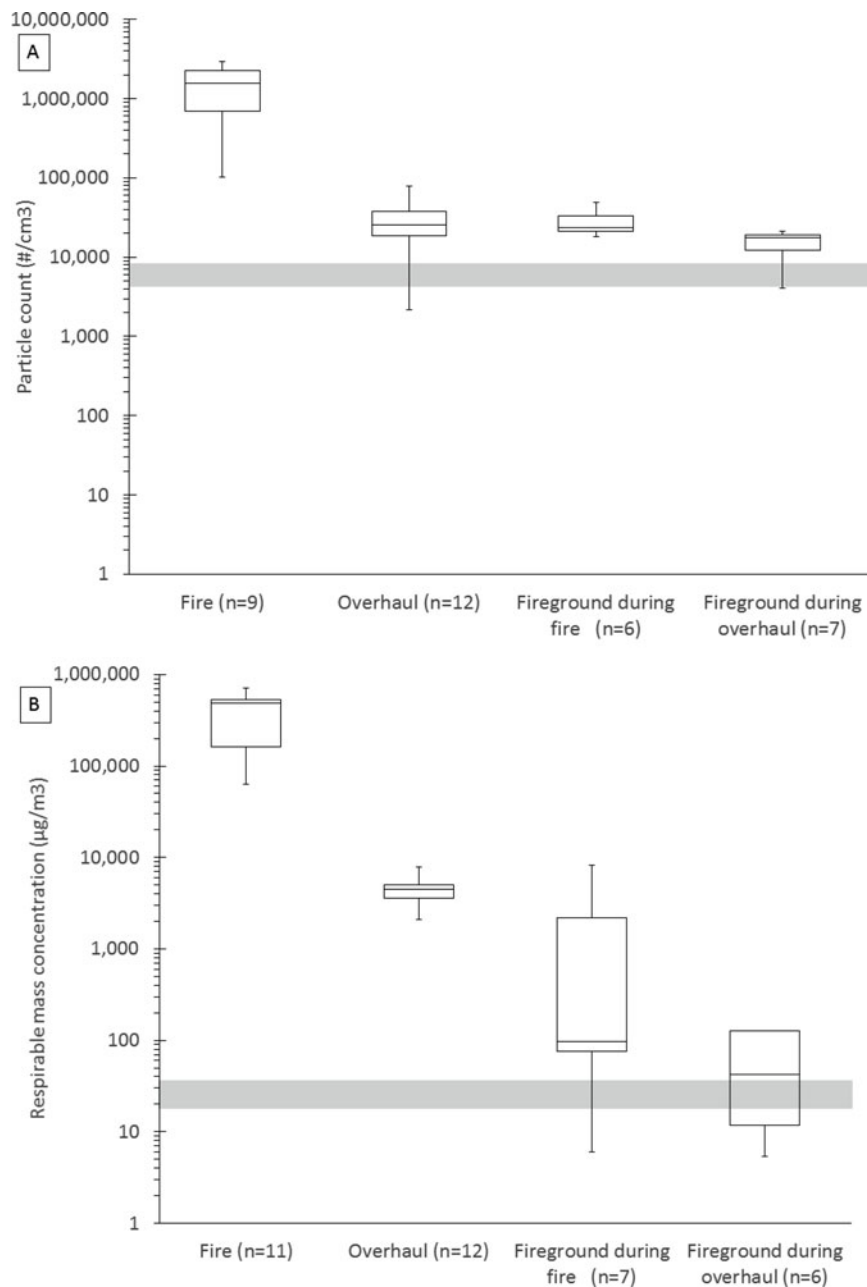 A
Particle count (#/cm3)
10,000,000
1,000,000
100,000
10,000
1,000
100
10
1
Fire (n=9)
Overhaul (n=12)
Fireground during
fire (n=6)
Fireground during
overhaul (n=7)
B
Respirable mass concentration (µg/m3)
1,000,000
100,000
10,000
1,000
100
10
1
Fire (n=11)
Overhaul (n=12)
Fireground during
fire (n=7)
Fireground during
overhaul (n=6)